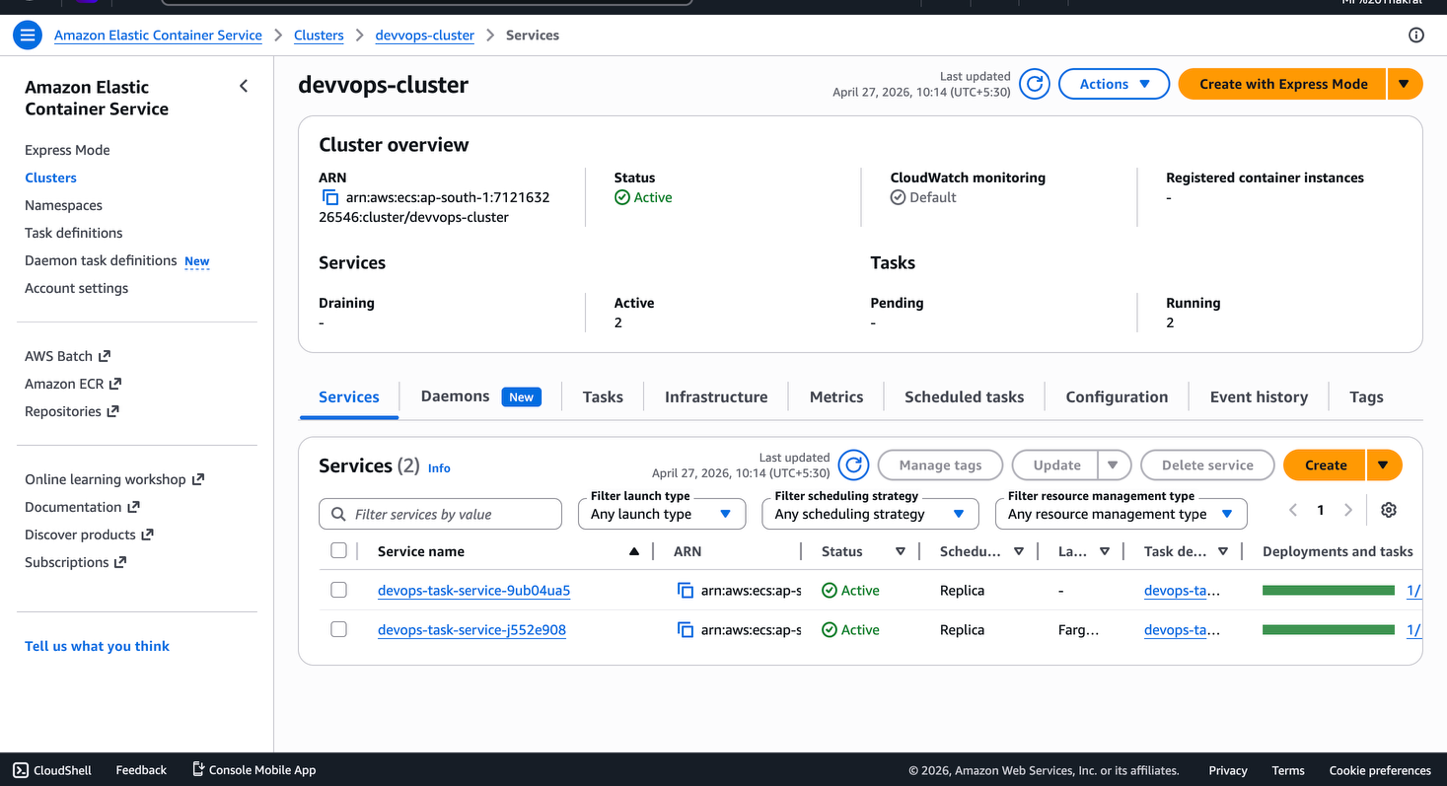 Amazon Elastic Container Service > Clusters > devvops-cluster > Services
Amazon Elastic
Container Service
Express Mode
Clusters
Namespaces
Task definitions
Daemon task definitions New
Account settings
AWS Batch
Amazon ECR
Repositories
Online learning workshop
Documentation
Discover products
Subscriptions
Tell us what you think
devvops-cluster
Last updated
April 27, 2026, 10:14 (UTC+5:30)
Actions
Create with Express Mode
Cluster overview
ARN
arn:aws:ecs:ap-south-1:7121632
26546:cluster/devvops-cluster
Status
Active
CloudWatch monitoring
Default
Registered container instances
-
Services
Draining
-
Active
2
Tasks
Pending
-
Running
2
Services Daemons New Tasks Infrastructure Metrics Scheduled tasks Configuration Event history Tags
Services (2) Info
Last updated
April 27, 2026, 10:14 (UTC+5:30)
Manage tags Update Delete service Create
Filter services by value
Filter launch type
Any launch type
Filter scheduling strategy
Any scheduling strategy
Filter resource management type
Any resource management type
1
Service name ARN Status Schedu... La... Task de... Deployments and tasks
devops-task-service-9ub04ua5 arn:aws:ecs:ap-s Active Replica - devops-ta... 1/
devops-task-service-j552e908 arn:aws:ecs:ap-s Active Replica Farg... devops-ta... 1/
CloudShell Feedback Console Mobile App © 2026, Amazon Web Services, Inc. or its affiliates. Privacy Terms Cookie preferences